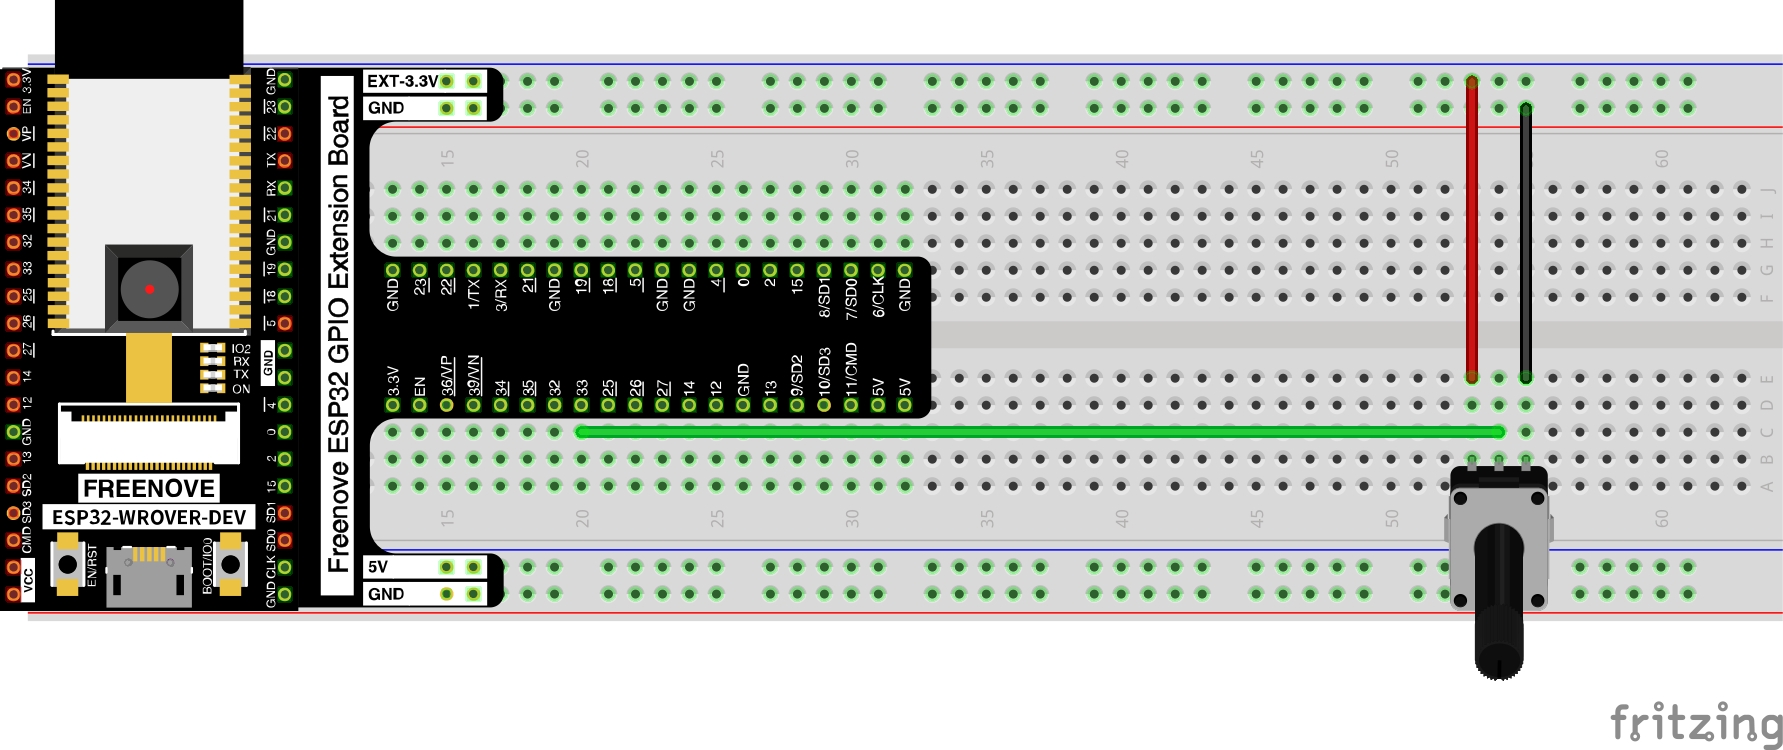 3.3V
EN
VP
VN
34
35
32
33
25
26
27
14
12
GND
13
SD2
SD3
CMD
VCC
GND
23
22
TX
RX
21
GND
19
18
5
GND
4
0
2
15
SD1
SD0
CLK
GND
IO2
RX
TX
ON
FREENOVE
ESP32-WROVER-DEV
EN/RST
BOOT/IO0
Freenove ESP32 GPIO Extension Board
EXT-3.3V
GND
15 20 25 30 35 40 45 50 60
J
I
H
G
F
GND 23 22 1/TX 3/RX 21 GND 19 18 5 GND GND 4 0 2 15 8/SD1 7/SD0 6/CLK GND
3.3V EN 36/VP 39/VN 34 35 32 33 25 26 27 14 12 GND 13 9/SD2 10/SD3 11/CMD 5V 5V
E
D
C
B
A
15 20 25 30 35 40 45 50 60
5V
GND
fritzing